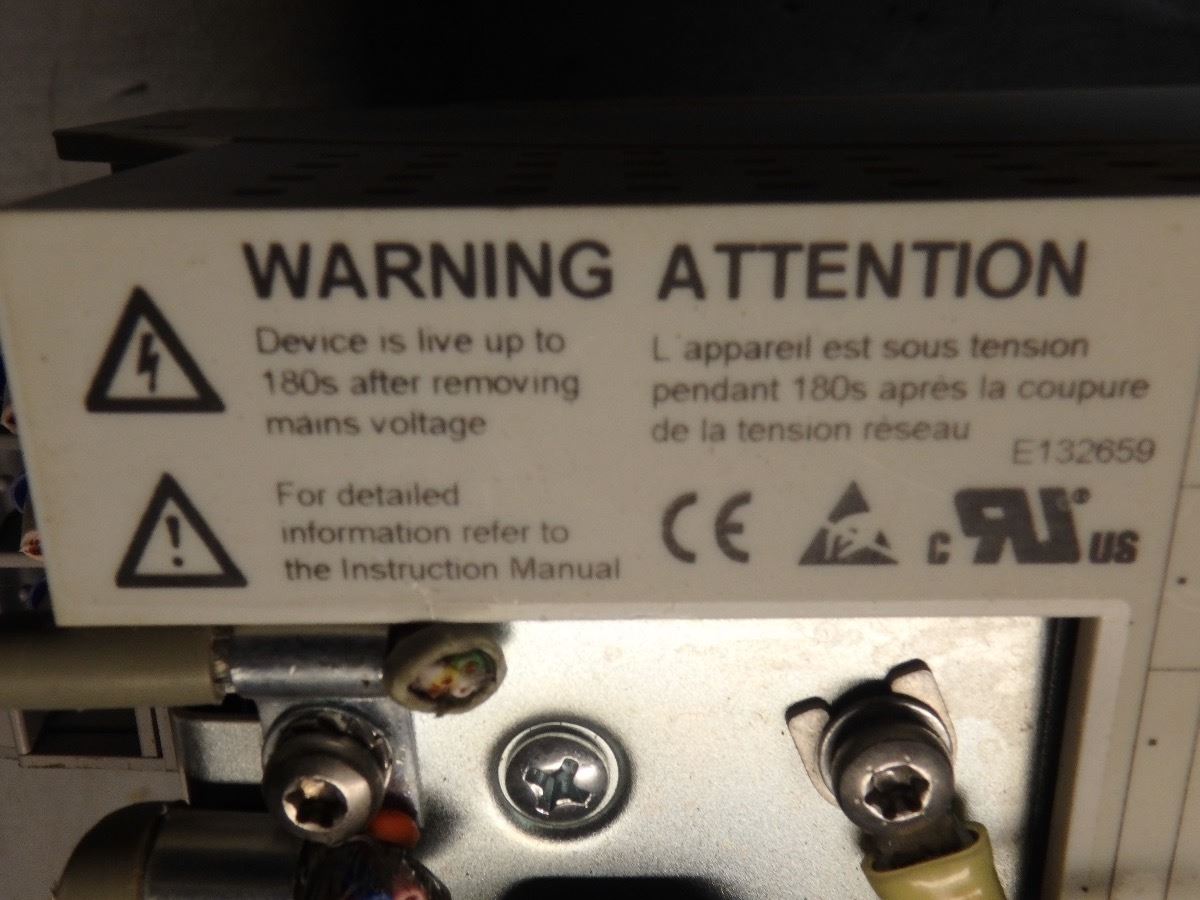 WARNING
Device is live up to
180s after removing
mains voltage
For detailed
information refer to
the Instruction Manual
ATTENTION
L'appareil est sous tension
pendant 180s aprés la coupure
de la tension réseau
E132659
CE
c RU® US